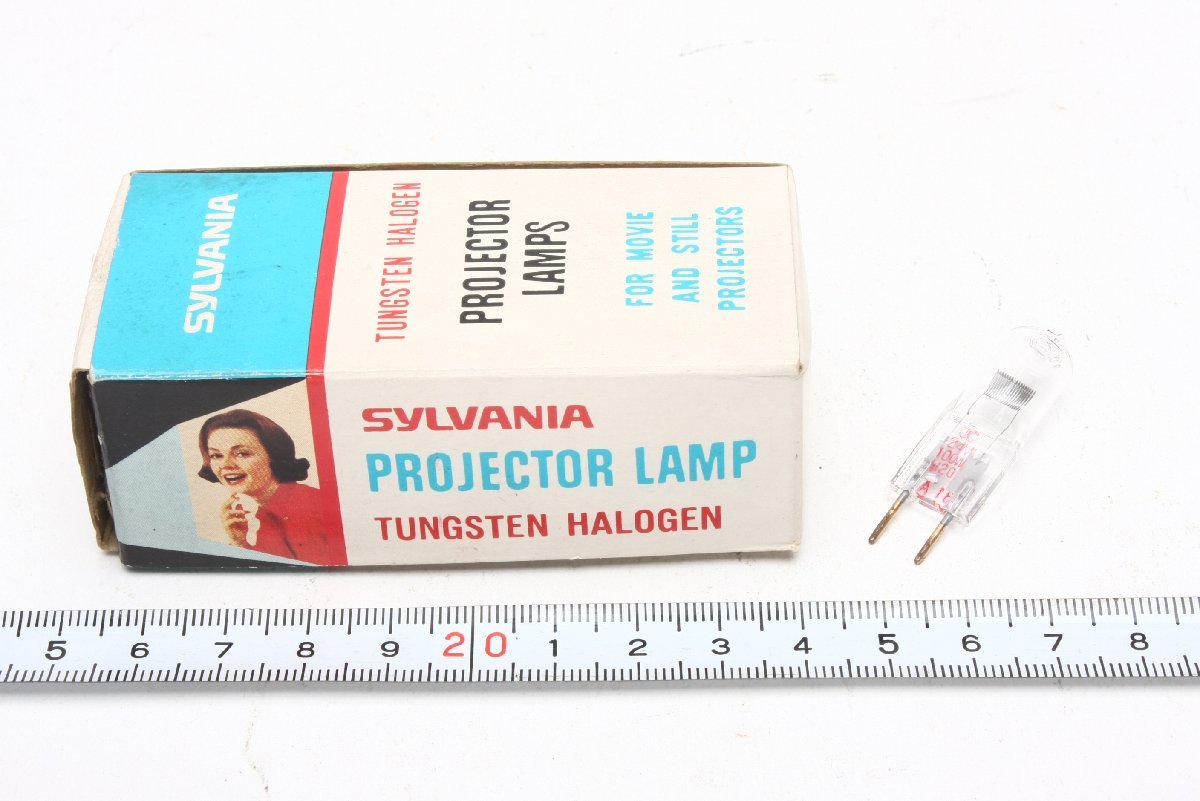 SYLVANIA
TUNGSTEN HALOGEN
PROJECTOR
LAMPS
FOR MOVIE
AND STILL
PROJECTORS
SYLVANIA
PROJECTOR LAMP
TUNGSTEN HALOGEN
5 6 7 8 9 20 1 2 3 4 5 6 7 8